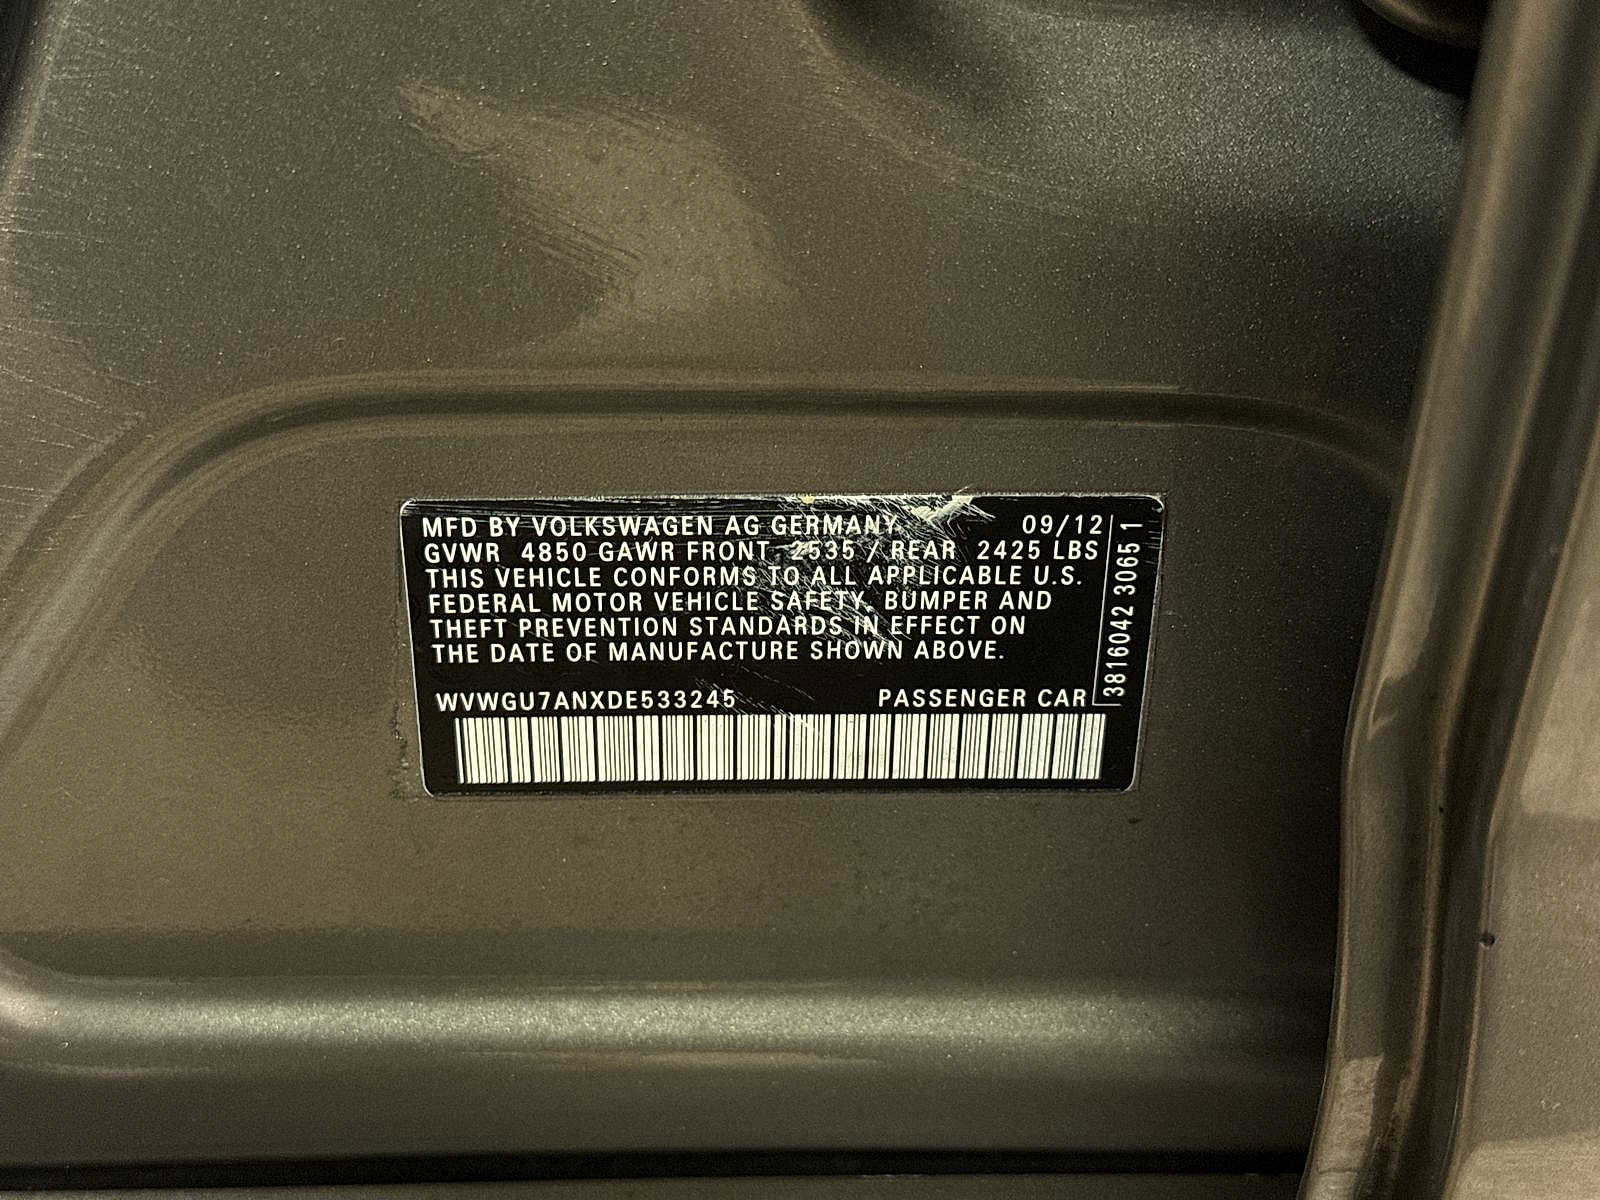 MFD BY VOLKSWAGEN AG GERMANY 09/12
GVWR 4850 GAWR FRONT 2535 / REAR 2425 LBS
THIS VEHICLE CONFORMS TO ALL APPLICABLE U.S.
FEDERAL MOTOR VEHICLE SAFETY, BUMPER AND
THEFT PREVENTION STANDARDS IN EFFECT ON
THE DATE OF MANUFACTURE SHOWN ABOVE.
WVWGU7ANXDE533245 PASSENGER CAR
3816042 3065 1